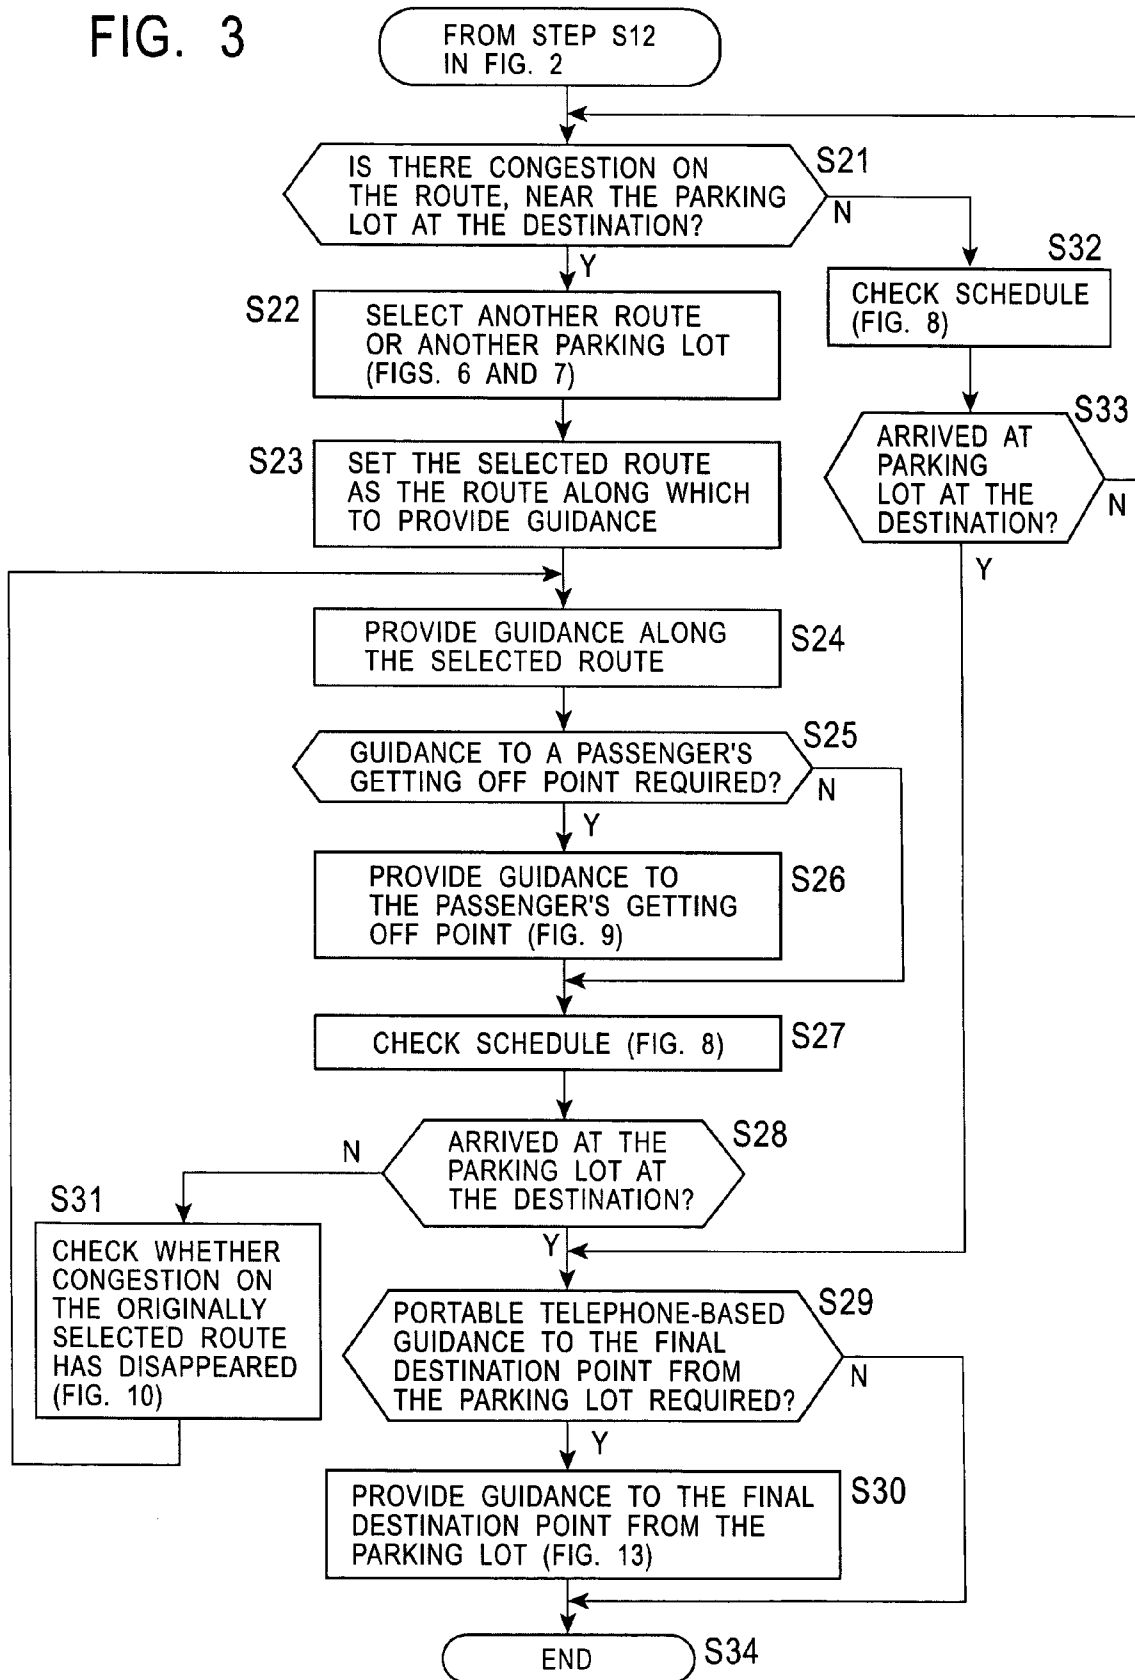 FIG. 3
FROM STEP S12
IN FIG. 2
IS THERE CONGESTION ON
THE ROUTE, NEAR THE PARKING
LOT AT THE DESTINATION?
S21
N
Y
S32
CHECK SCHEDULE
(FIG. 8)
S22
SELECT ANOTHER ROUTE
OR ANOTHER PARKING LOT
(FIGS. 6 AND 7)
S33
ARRIVED AT
PARKING
LOT AT THE
DESTINATION?
N
Y
S23
SET THE SELECTED ROUTE
AS THE ROUTE ALONG WHICH
TO PROVIDE GUIDANCE
PROVIDE GUIDANCE ALONG
THE SELECTED ROUTE
S24
GUIDANCE TO A PASSENGER'S
GETTING OFF POINT REQUIRED?
S25
N
Y
PROVIDE GUIDANCE TO
THE PASSENGER'S GETTING
OFF POINT (FIG. 9)
S26
CHECK SCHEDULE (FIG. 8)
S27
ARRIVED AT THE
PARKING LOT AT
THE DESTINATION?
S28
N
Y
S31
CHECK WHETHER
CONGESTION ON
THE ORIGINALLY
SELECTED ROUTE
HAS DISAPPEARED
(FIG. 10)
PORTABLE TELEPHONE-BASED
GUIDANCE TO THE FINAL
DESTINATION POINT FROM
THE PARKING LOT REQUIRED?
S29
N
Y
PROVIDE GUIDANCE TO THE FINAL
DESTINATION POINT FROM THE
PARKING LOT (FIG. 13)
S30
END
S34